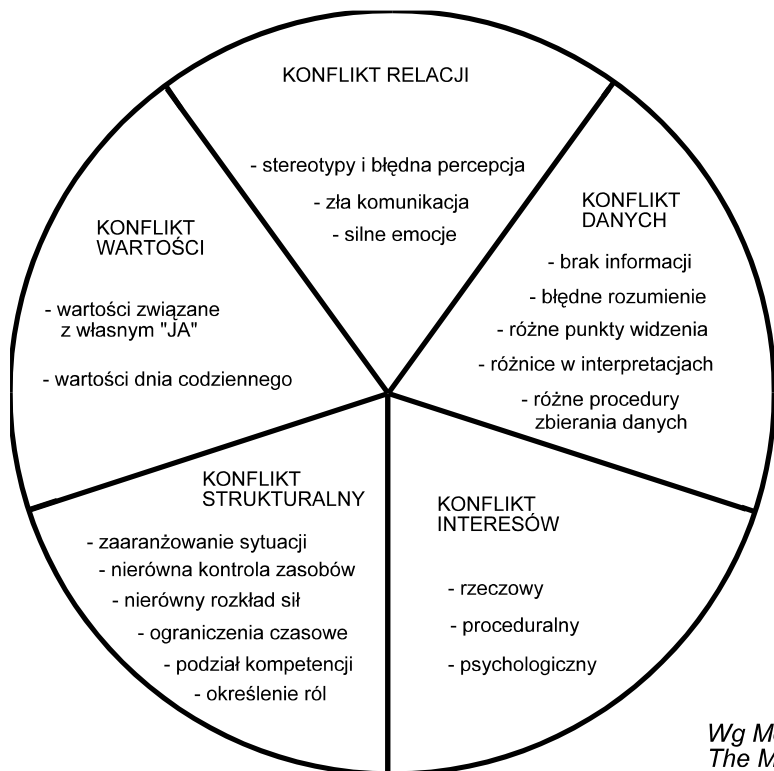 KONFLIKT RELACJI
- stereotypy i błędna percepcja
- zła komunikacja
- silne emocje
KONFLIKT
DANYCH
- brak informacji
- błędne rozumienie
- różne punkty widzenia
- różnice w interpretacjach
- różne procedury
zbierania danych
KONFLIKT
INTERESÓW
- rzeczowy
- proceduralny
- psychologiczny
KONFLIKT
STRUKTURALNY
- zaaranżowanie sytuacji
- nierówna kontrola zasobów
- nierówny rozkład sił
- ograniczenia czasowe
- podział kompetencji
- określenie ról
KONFLIKT
WARTOŚCI
- wartości związane
z własnym "JA"
- wartości dnia codziennego
Wg
The